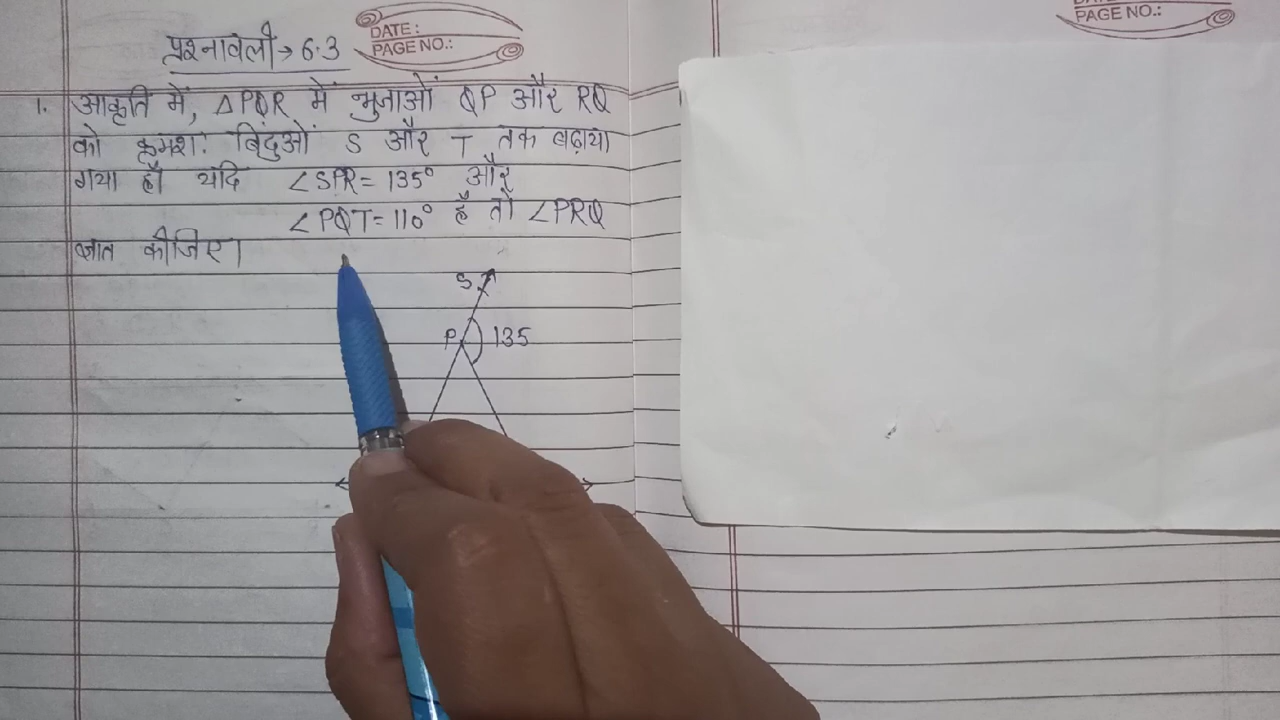 DATE:
PAGE NO.:
प्रश्नावली → 6.3
1. आकृति में, △PQR में भुजाओं QP और RQ
को क्रमश: बिंदुओं S और T तक बढ़ाया
गया है। यदि ∠SPR = 135° और
∠PQT = 110° है तो ∠PRQ
ज्ञात कीजिए।
S
P 135
DATE:
PAGE NO.: